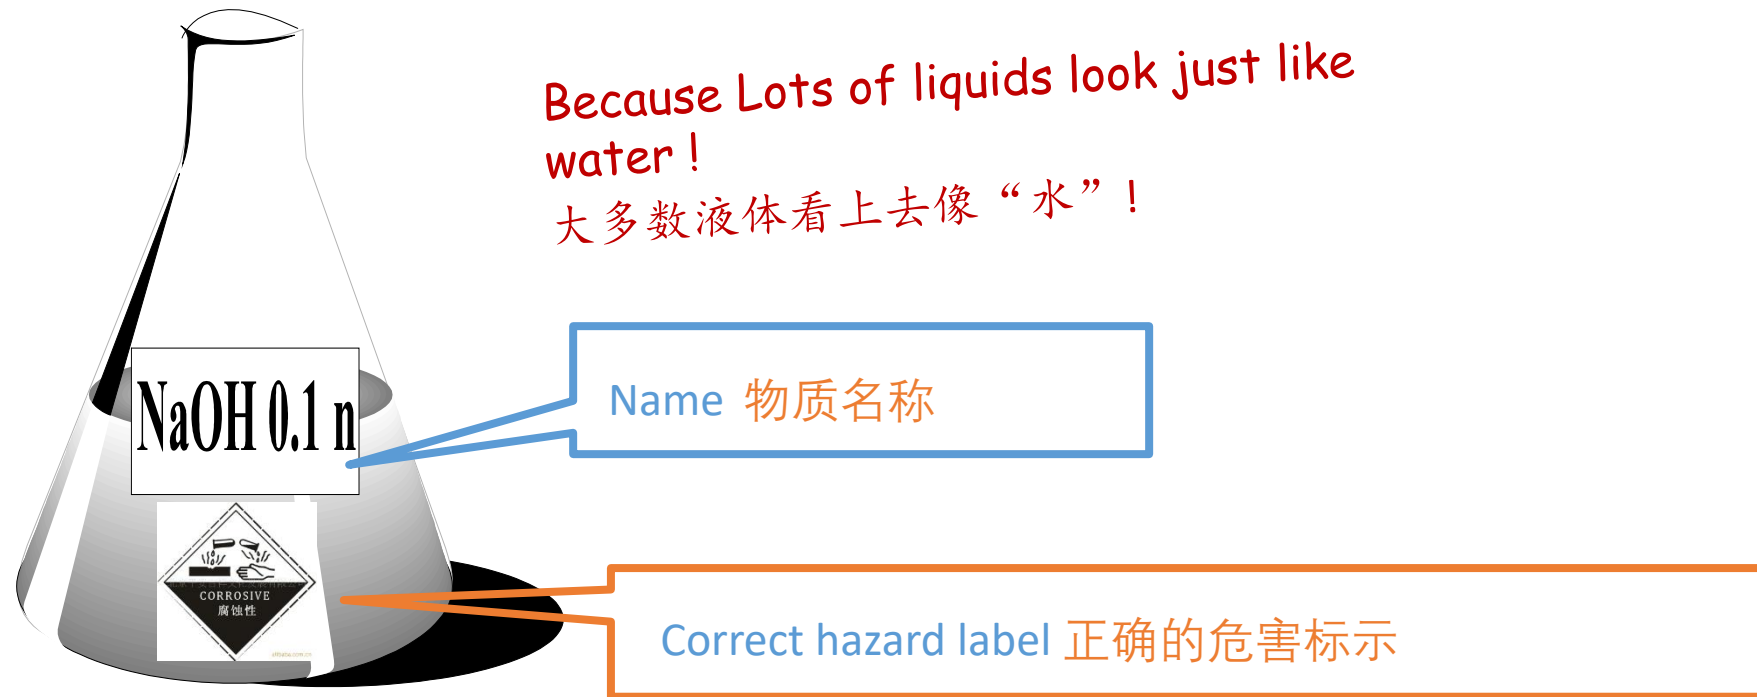 Because Lots of liquids look just like
water !
大多数液体看上去像“水”!
NaOH 0.1 n
Name 物质名称
CORROSIVE
腐蚀性
Correct hazard label 正确的危害标示